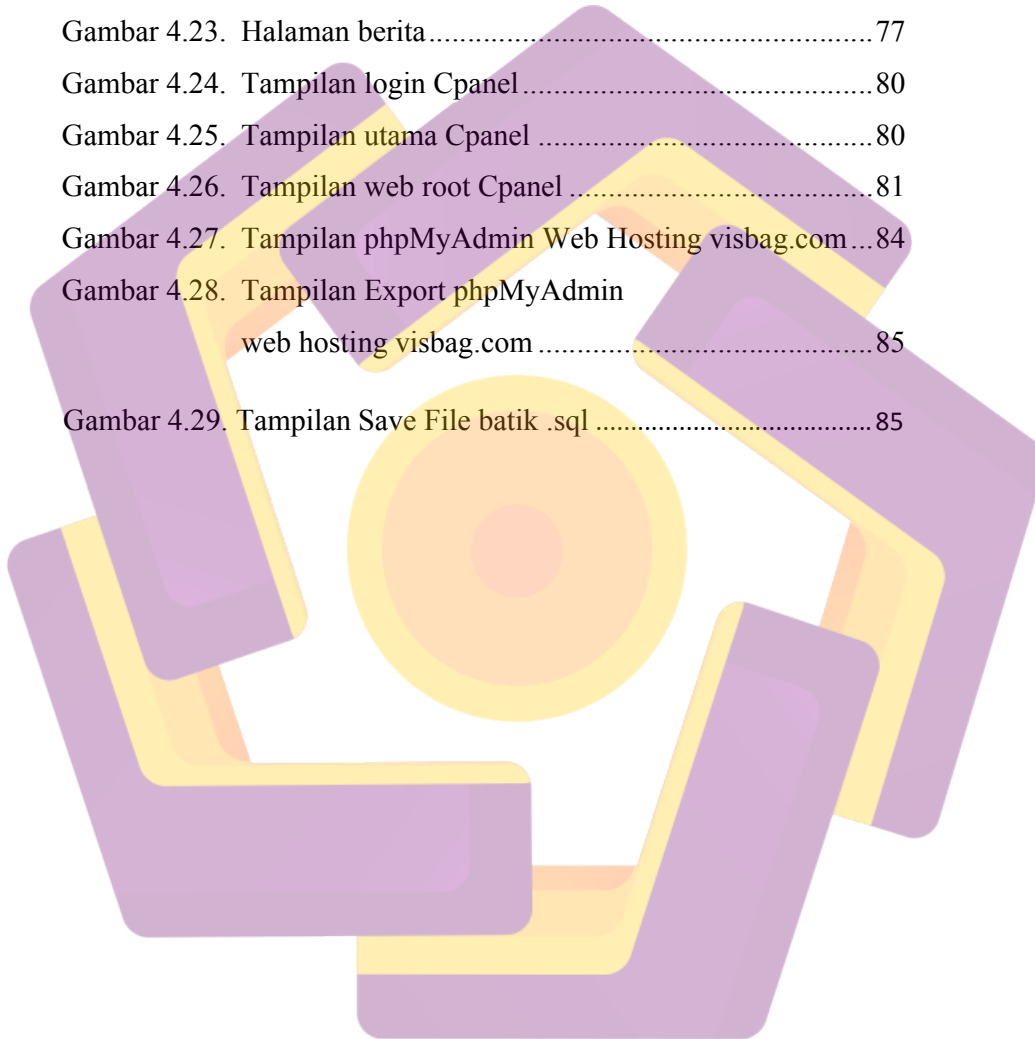 Gambar 4.23. Halaman berita................................................................77
Gambar 4.24. Tampilan login Cpanel..................................................80
Gambar 4.25. Tampilan utama Cpanel ................................................80
Gambar 4.26. Tampilan web root Cpanel ...........................................81
Gambar 4.27. Tampilan phpMyAdmin Web Hosting visbag.com...84
Gambar 4.28. Tampilan Export phpMyAdmin
web hosting visbag.com ................................................85
Gambar 4.29. Tampilan Save File batik .sql ........................................85